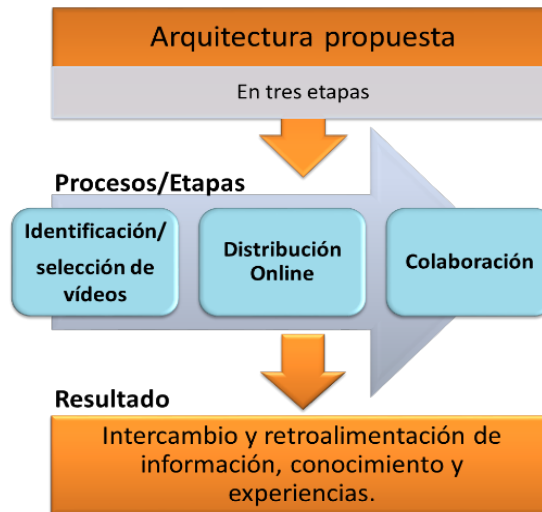 Arquitectura propuesta
En tres etapas
Procesos/Etapas
Identificación/
selección de
vídeos
Distribución
Online
Colaboración
Resultado
Intercambio y retroalimentación de
información, conocimiento y
experiencias.